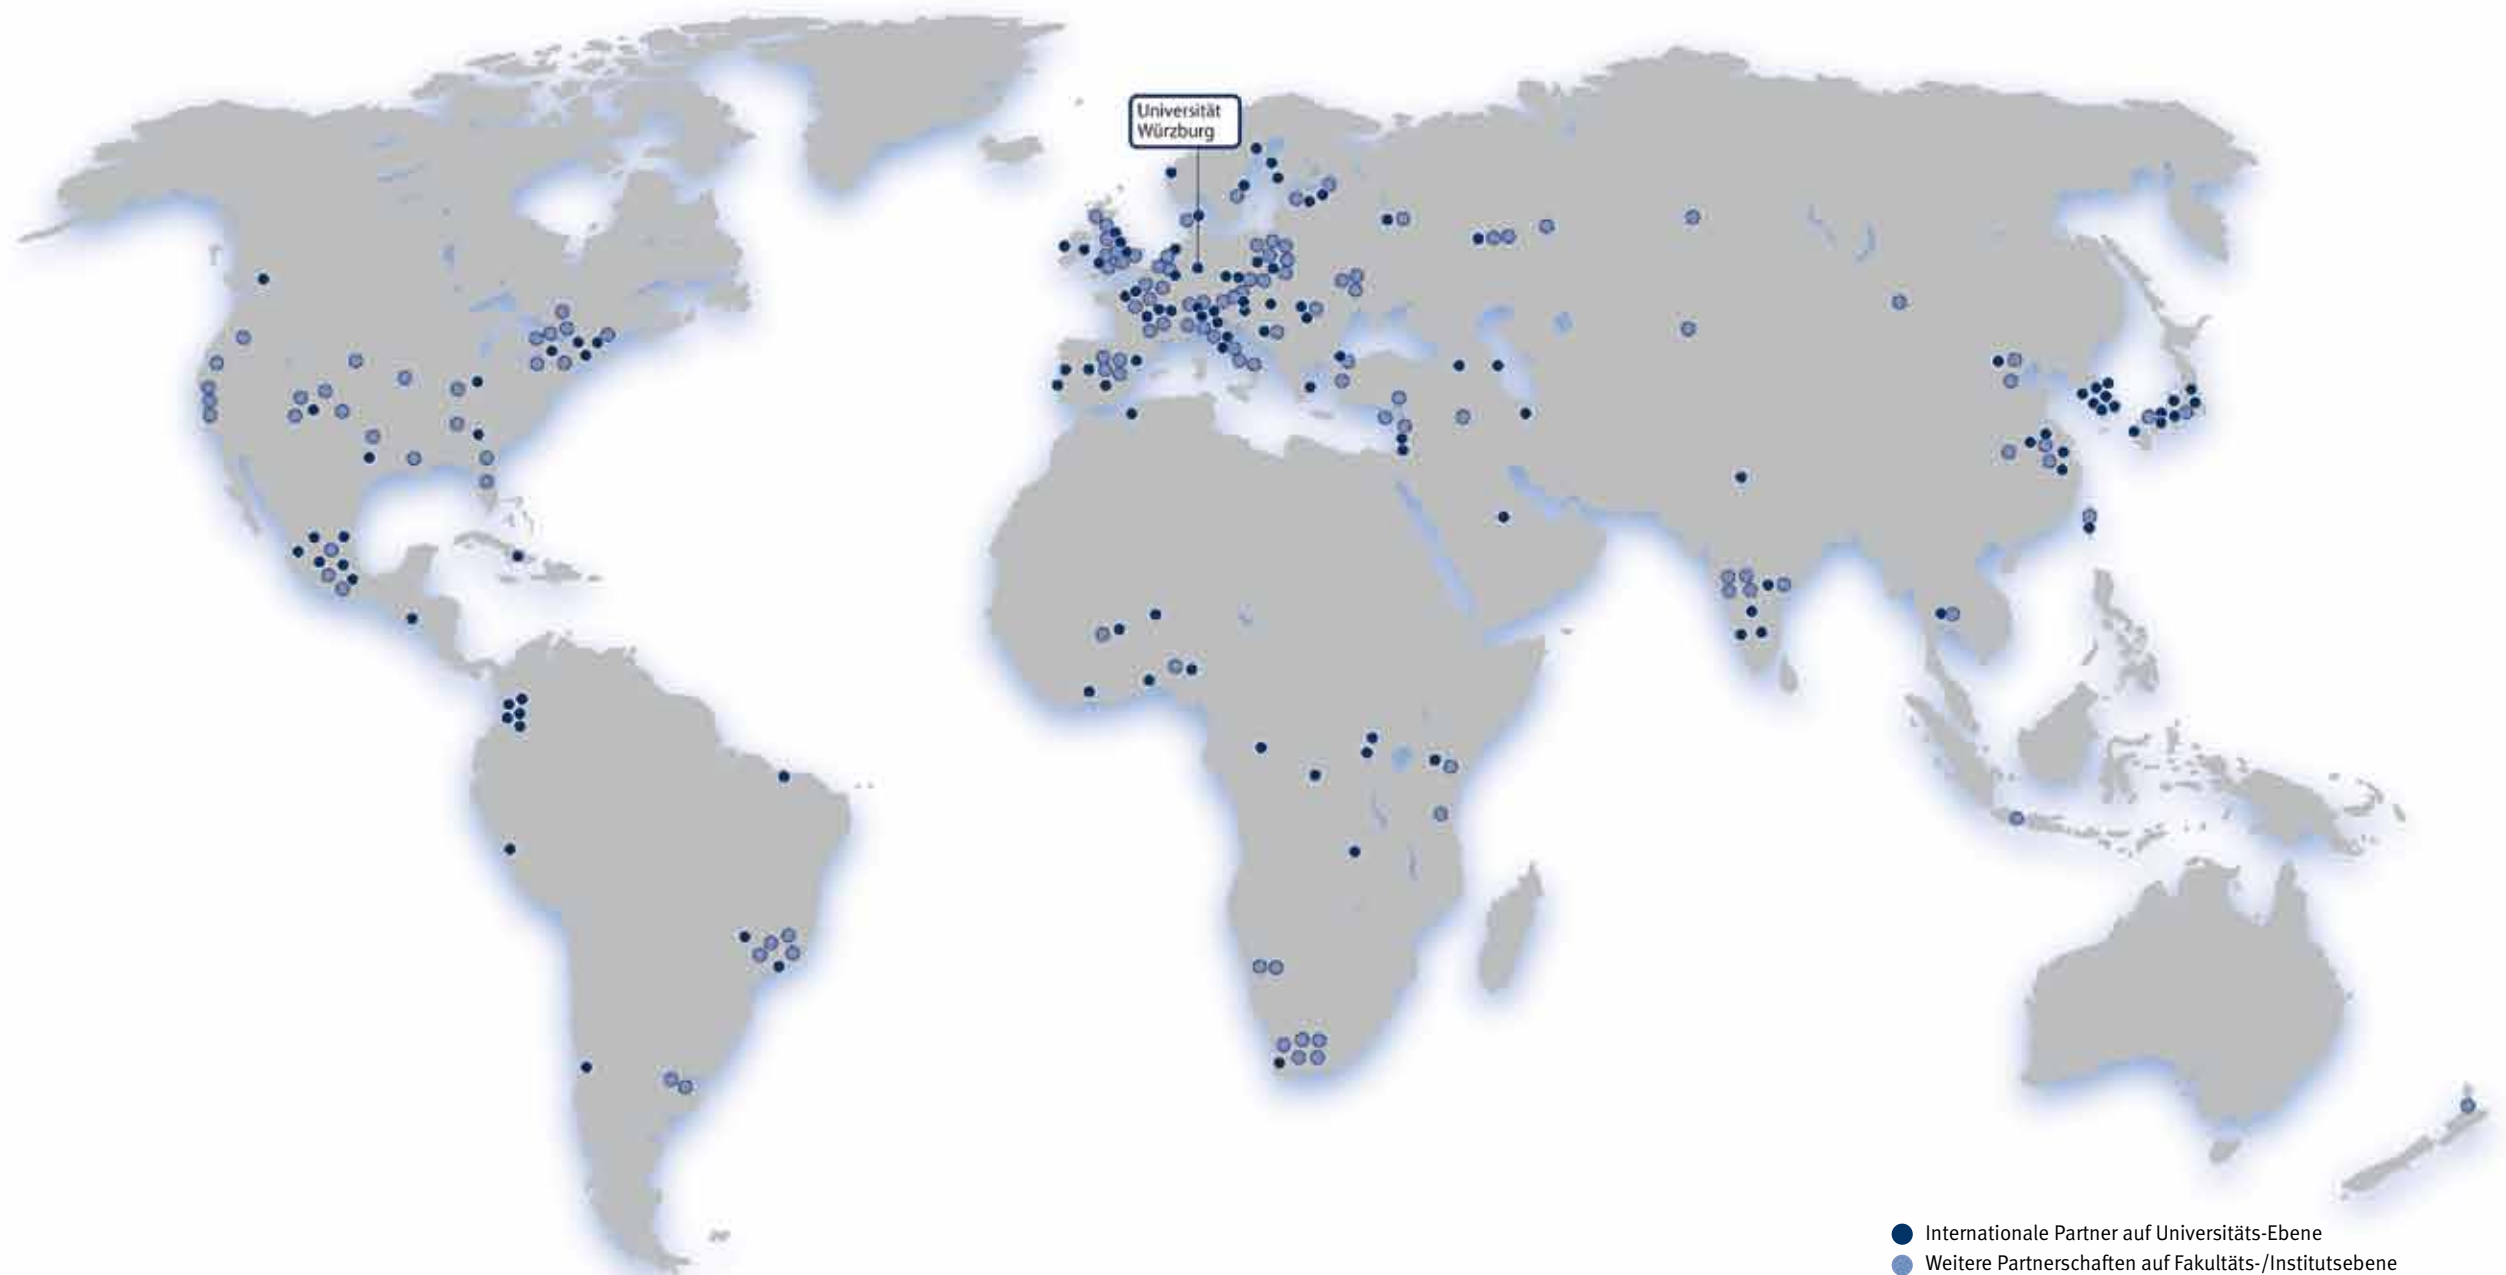 Universität
Würzburg
Internationale Partner auf Universitäts-Ebene
Weitere Partnerschaften auf Fakultäts-/Institutsebene